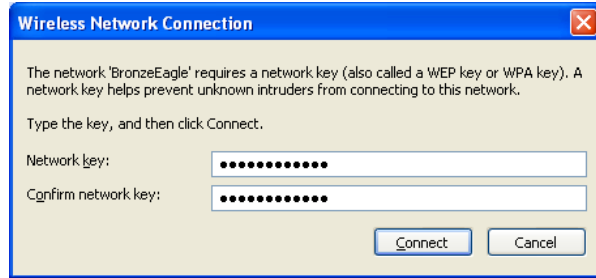 Wireless Network Connection
The network 'BronzeEagle' requires a network key (also called a WEP key or WPA key). A
network key helps prevent unknown intruders from connecting to this network.
Type the key, and then click Connect.
Network key: ●●●●●●●●●●●●
Confirm network key: ●●●●●●●●●●●●
Connect Cancel